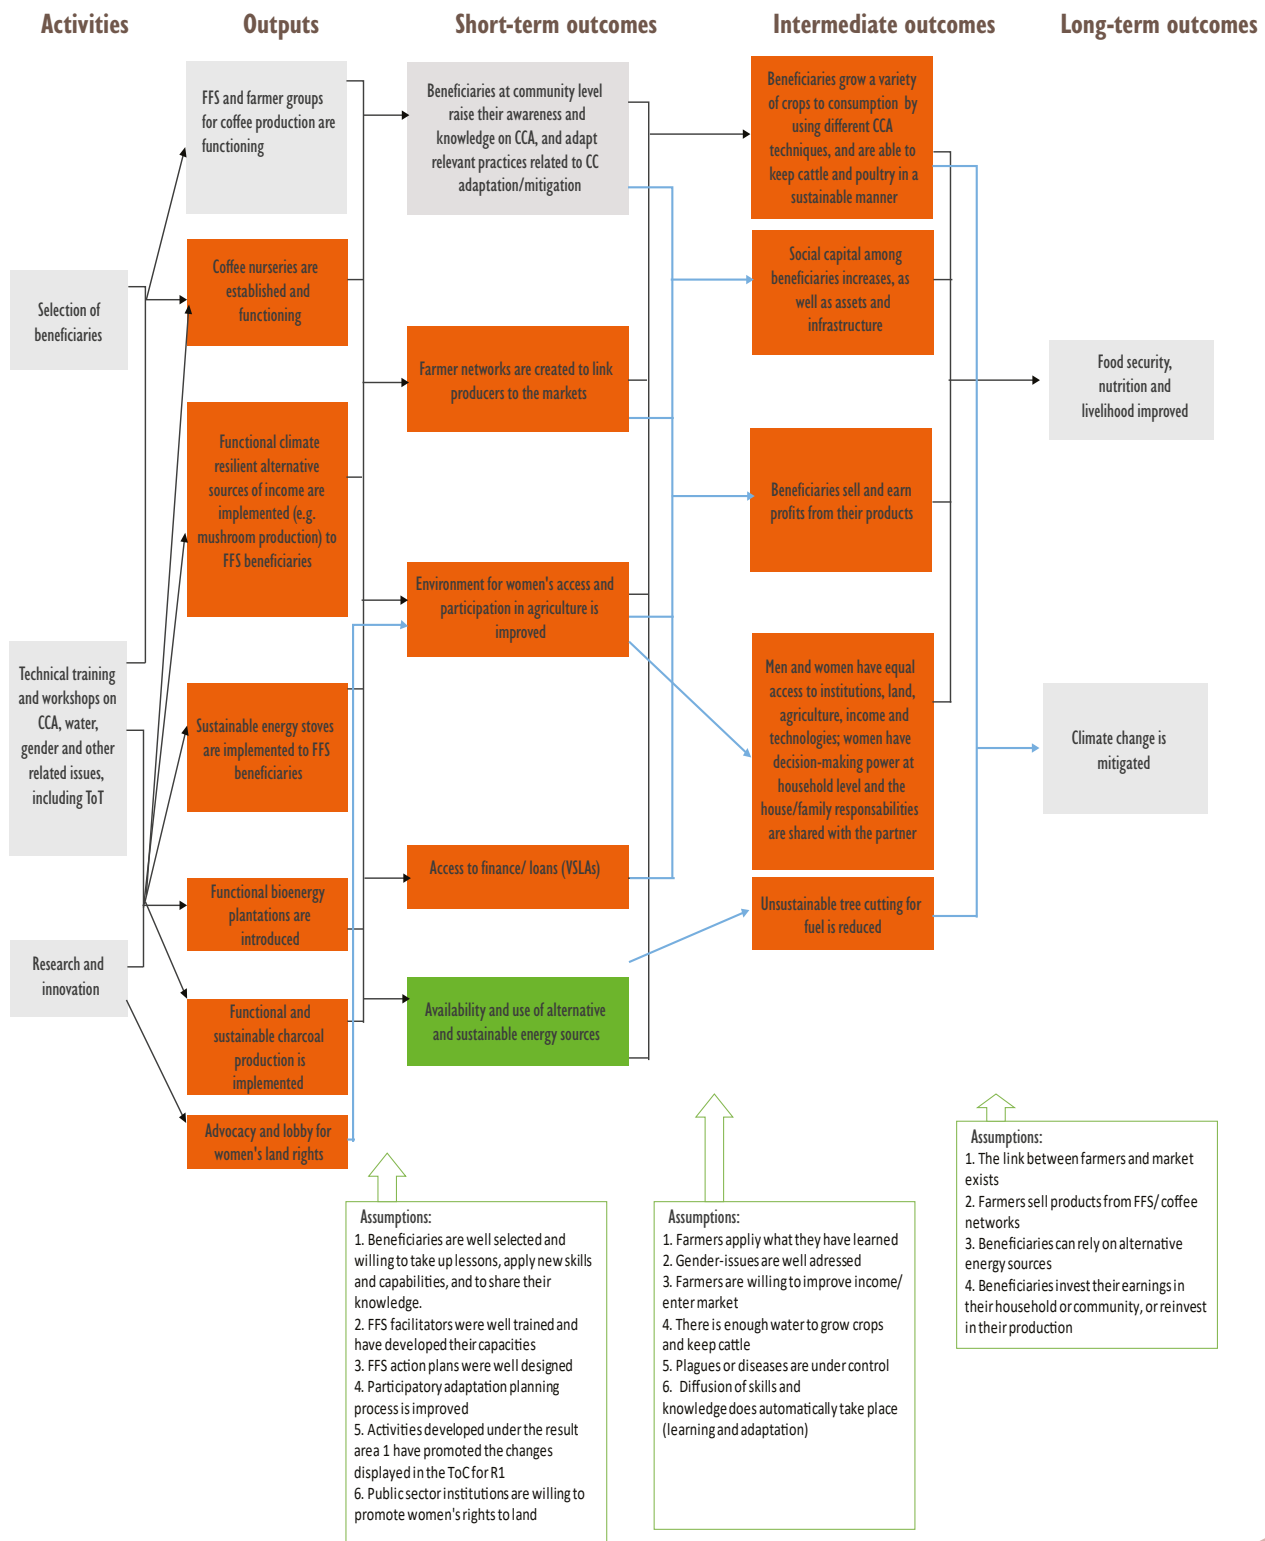 Activities
Outputs
Short-term outcomes
Intermediate outcomes
Long-term outcomes
Selection of
beneficiaries
Technical training
and workshops on
CCA, water,
gender and other
related issues,
including ToT
Research and
innovation
FFS and farmer groups
for coffee production are
functioning
Coffee nurseries are
established and
functioning
Functional climate
resilient alternative
sources of income are
implemented (e.g.
mushroom production) to
FFS beneficiaries
Sustainable energy stoves
are implemented to FFS
beneficiaries
Functional bioenergy
plantations are
introduced
Functional and
sustainable charcoal
production is
implemented
Advocacy and lobby for
women's land rights
Beneficiaries at community level
raise their awareness and
knowledge on CCA, and adapt
relevant practices related to CC
adaptation/mitigation
Farmer networks are created to link
producers to the markets
Environment for women's access and
participation in agriculture is
improved
Access to finance/ loans (VSLAs)
Availability and use of alternative
and sustainable energy sources
Beneficiaries grow a variety
of crops to consumption by
using different CCA
techniques, and are able to
keep cattle and poultry in a
sustainable manner
Social capital among
beneficiaries increases, as
well as assets and
infrastructure
Beneficiaries sell and earn
profits from their products
Men and women have equal
access to institutions, land,
agriculture, income and
technologies; women have
decision-making power at
household level and the
house/family responsabilities
are shared with the partner
Unsustainable tree cutting for
fuel is reduced
Food security,
nutrition and
livelihood improved
Climate change is
mitigated
Assumptions:
1. Beneficiaries are well selected and
willing to take up lessons, apply new skills
and capabilities, and to share their
knowledge.
2. FFS facilitators were well trained and
have developed their capacities
3. FFS action plans were well designed
4. Participatory adaptation planning
process is improved
5. Activities developed under the result
area 1 have promoted the changes
displayed in the ToC for R1
6. Public sector institutions are willing to
promote women's rights to land
Assumptions:
1. Farmers appliy what they have learned
2. Gender-issues are well adressed
3. Farmers are willing to improve income/
enter market
4. There is enough water to grow crops
and keep cattle
5. Plagues or diseases are under control
6. Diffusion of skills and
knowledge does automatically take place
(learning and adaptation)
Assumptions:
1. The link between farmers and market
exists
2. Farmers sell products from FFS/ coffee
networks
3. Beneficiaries can rely on alternative
energy sources
4. Beneficiaries invest their earnings in
their household or community, or reinvest
in their production